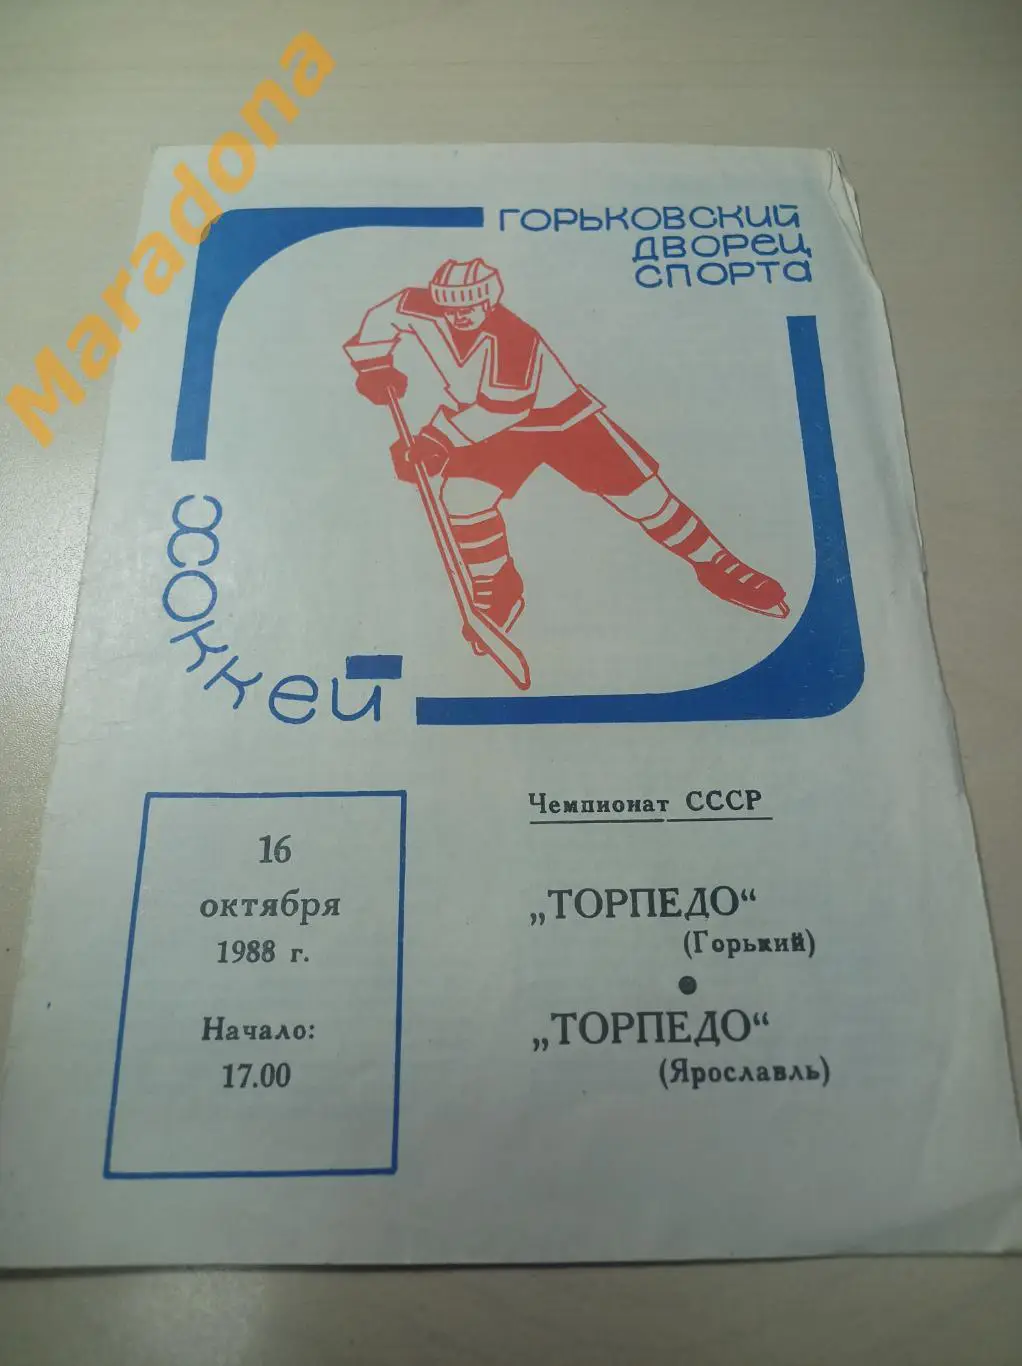 Maradona
ГОРЬКОВСКИЙ
ДВОРЕЦ
СПОРТА
ХОККЕЙ
16
октября
1988 г.
Начало:
17.00
Чемпионат СССР
„ТОРПЕДО“
(Горький)
●
„ТОРПЕДО“
(Ярославль)